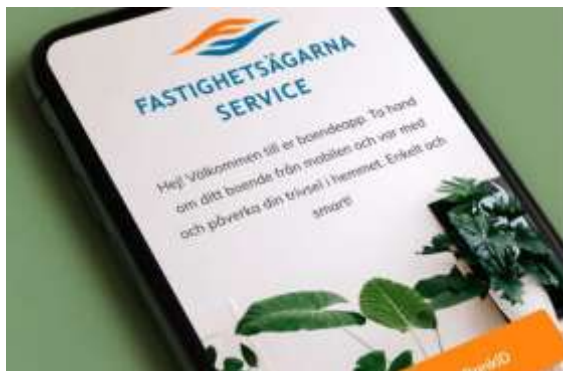 FASTIGHETSÄGARNA
SERVICE
Hej! Välkommen till er boendeapp. Ta hand
om ditt boende från mobilen och var med
och påverka din trivsel i hemmet. Enkelt och
smart!